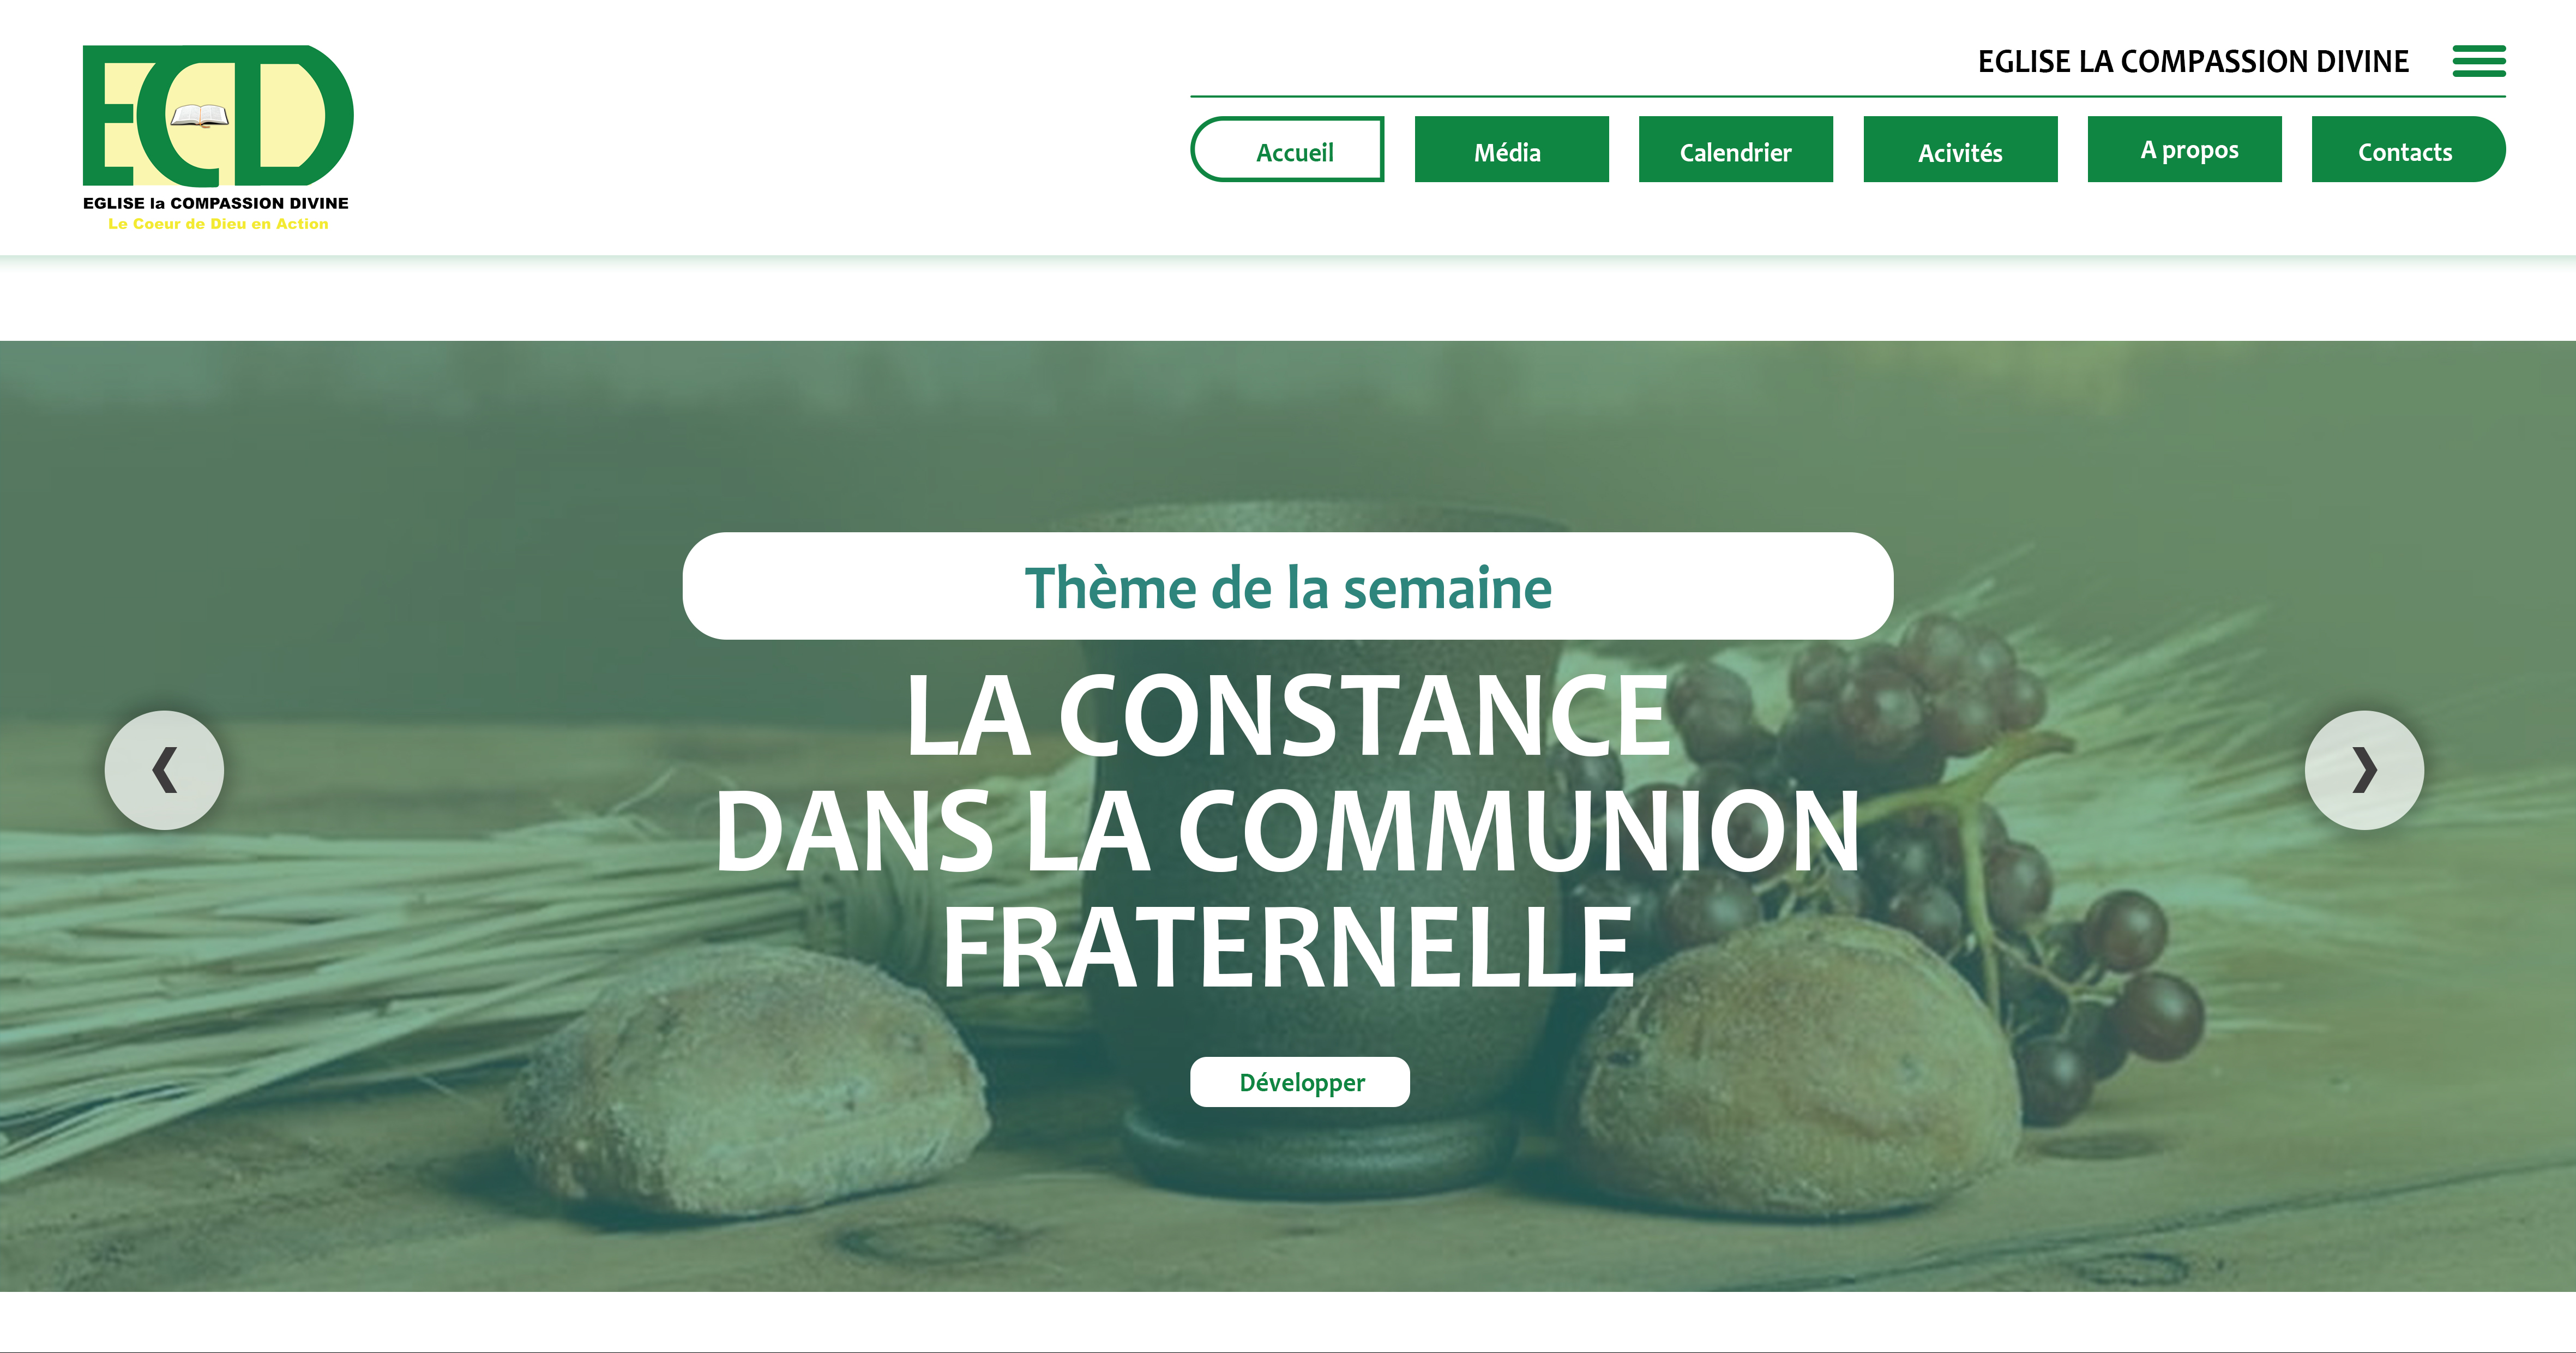 ECD
EGLISE la COMPASSION DIVINE
Le Coeur de Dieu en Action
EGLISE LA COMPASSION DIVINE
Accueil
Média
Calendrier
Acivités
A propos
Contacts
Thème de la semaine
LA CONSTANCE
DANS LA COMMUNION
FRATERNELLE
Développer